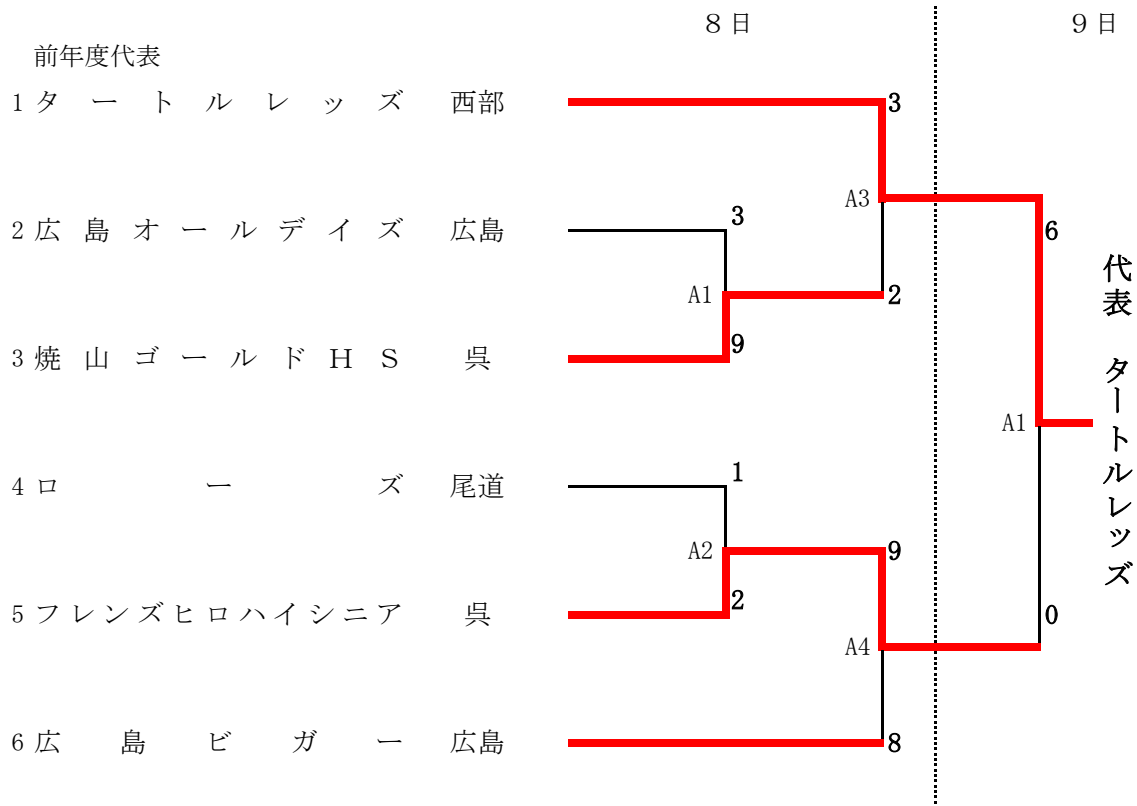 8日 9日
前年度代表
1 タートルレッズ 西部 3
A3
2 広島オールデイズ 広島 3 6
A1 2
3 焼山ゴールドHS 呉 9
A1
代表 タートルレッズ
4 ローズ 尾道 1
A2 9
5 フレンズヒロハイシニア 呉 2 0
A4
6 広島ビガー 広島 8